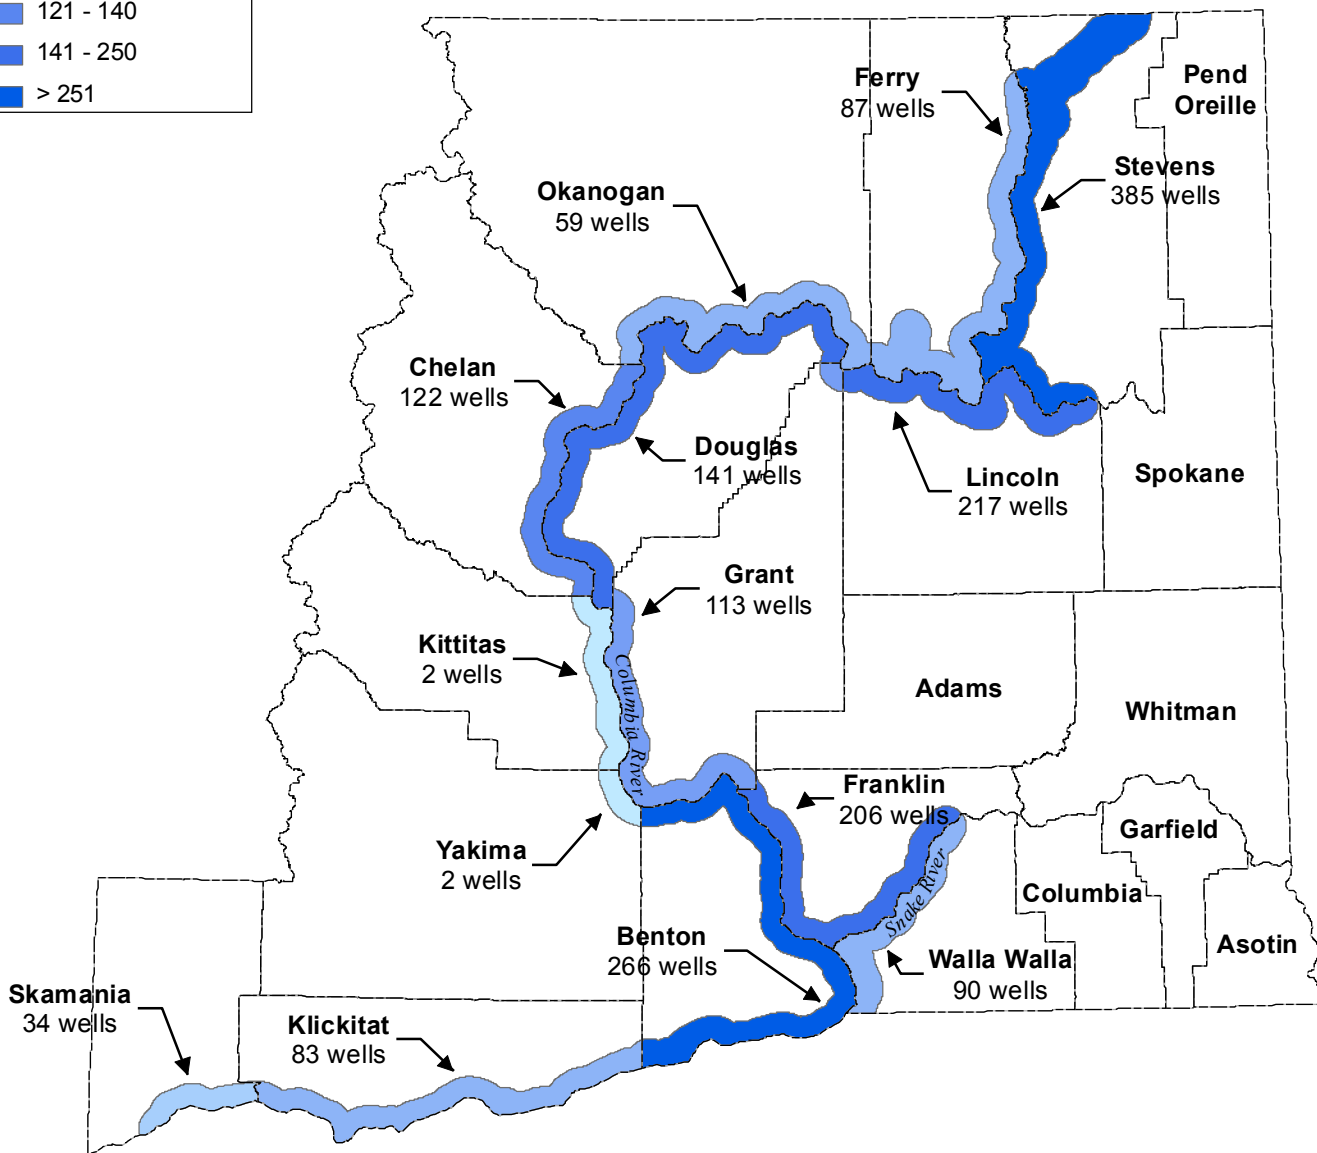 121 - 140
141 - 250
> 251
Ferry
87 wells
Pend
Oreille
Stevens
385 wells
Okanogan
59 wells
Chelan
122 wells
Douglas
141 wells
Lincoln
217 wells
Spokane
Grant
113 wells
Kittitas
2 wells
Columbia River
Adams
Whitman
Franklin
206 wells
Garfield
Yakima
2 wells
Snake River
Columbia
Benton
266 wells
Walla Walla
90 wells
Asotin
Skamania
34 wells
Klickitat
83 wells